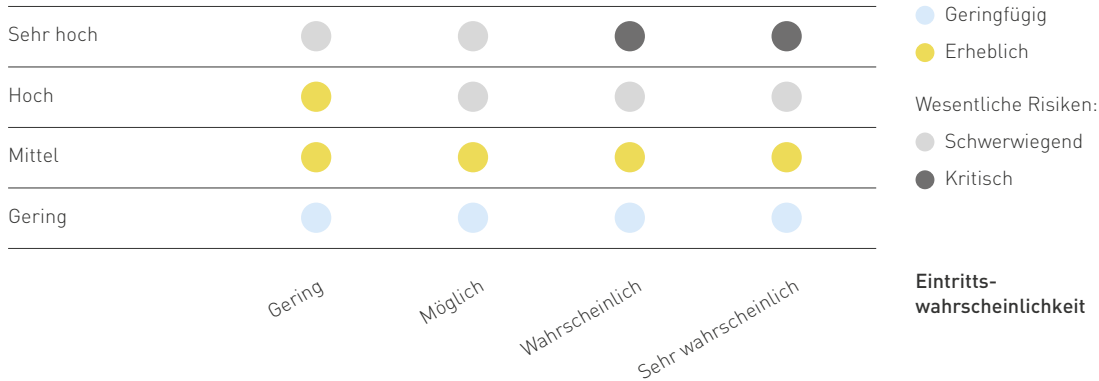 Sehr hoch
Hoch
Mittel
Gering
Gering
Möglich
Wahrscheinlich
Sehr wahrscheinlich
Geringfügig
Erheblich
Wesentliche Risiken:
Schwerwiegend
Kritisch
Eintritts-
wahrscheinlichkeit